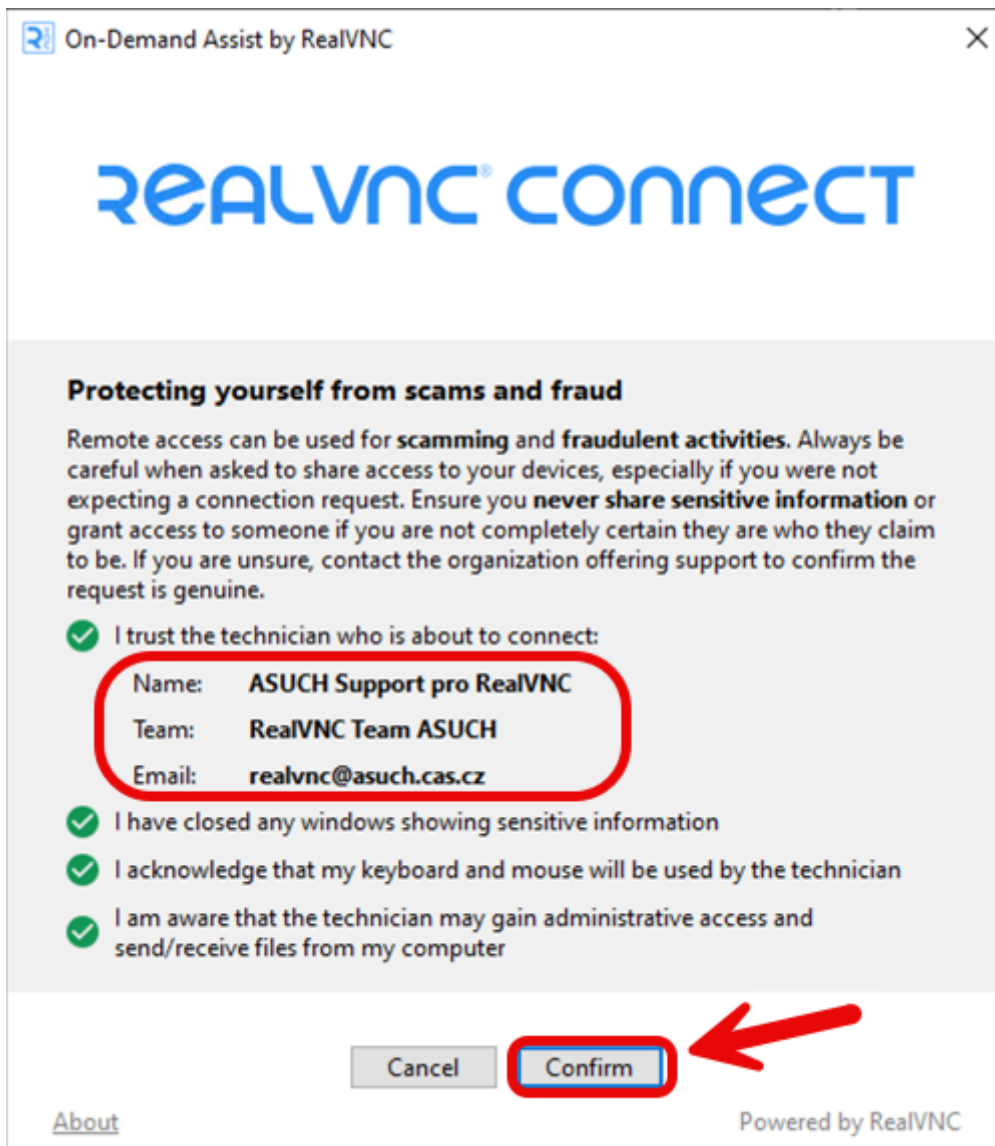 On-Demand Assist by RealVNC
REALVNC® CONNECT
Protecting yourself from scams and fraud
Remote access can be used for scamming and fraudulent activities. Always be
careful when asked to share access to your devices, especially if you were not
expecting a connection request. Ensure you never share sensitive information or
grant access to someone if you are not completely certain they are who they claim
to be. If you are unsure, contact the organization offering support to confirm the
request is genuine.
I trust the technician who is about to connect:
Name: ASUCH Support pro RealVNC
Team: RealVNC Team ASUCH
Email: realvnc@asuch.cas.cz
I have closed any windows showing sensitive information
I acknowledge that my keyboard and mouse will be used by the technician
I am aware that the technician may gain administrative access and
send/receive files from my computer
Cancel Confirm
About Powered by RealVNC